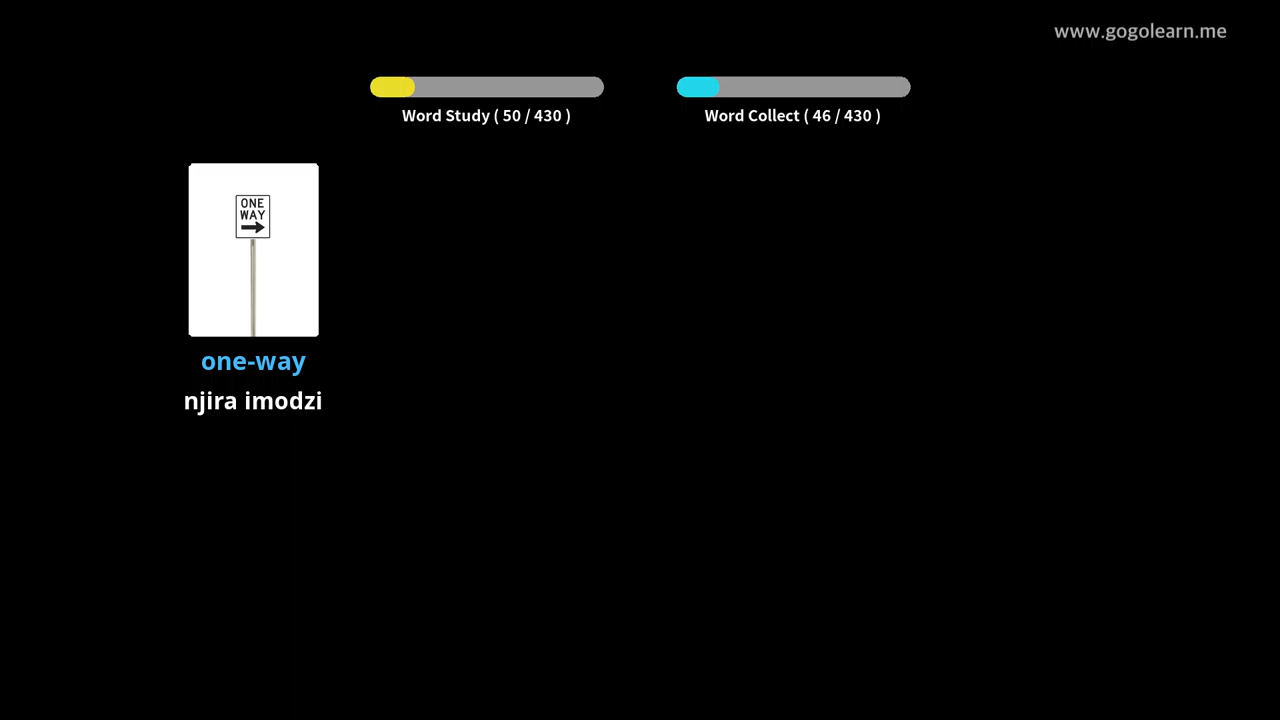 www.gogolearn.me
Word Study ( 50 / 430 )
Word Collect ( 46 / 430 )
ONE
WAY
one-way
njira imodzi